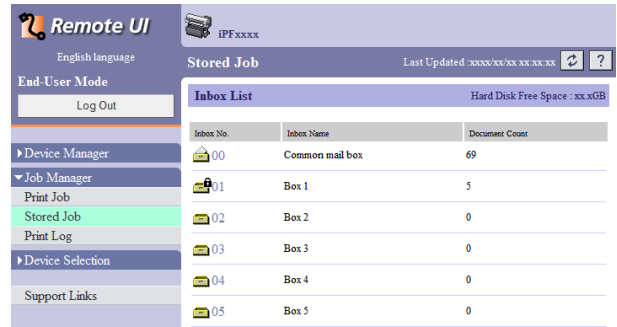 Remote UI
English language
End-User Mode
Log Out
Device Manager
Job Manager
Print Job
Stored Job
Print Log
Device Selection
Support Links
iPFxxxx
Stored Job
Last Updated :xxxx/xx/xx xx:xx:xx ?
Inbox List
Hard Disk Free Space : xx.xGB
Inbox No. Inbox Name Document Count
00 Common mail box 69
01 Box 1 5
02 Box 2 0
03 Box 3 0
04 Box 4 0
05 Box 5 0